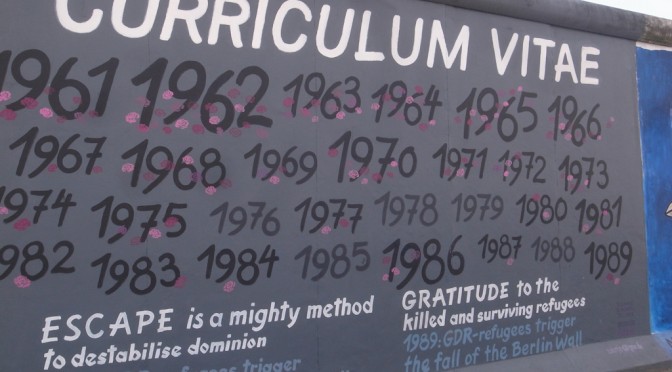 CURRICULUM VITAE
1961 1962 1963 1964 1965 1966
1967 1968 1969 1970 1971 1972 1973
1974 1975 1976 1977 1978 1979 1980 1981
1982 1983 1984 1985 1986 1987 1988 1989
ESCAPE is a mighty method
to destabilise dominion
refugees trigger
GRATITUDE to the
killed and surviving refugees
1989: GDR-refugees trigger
the fall of the Berlin Wall